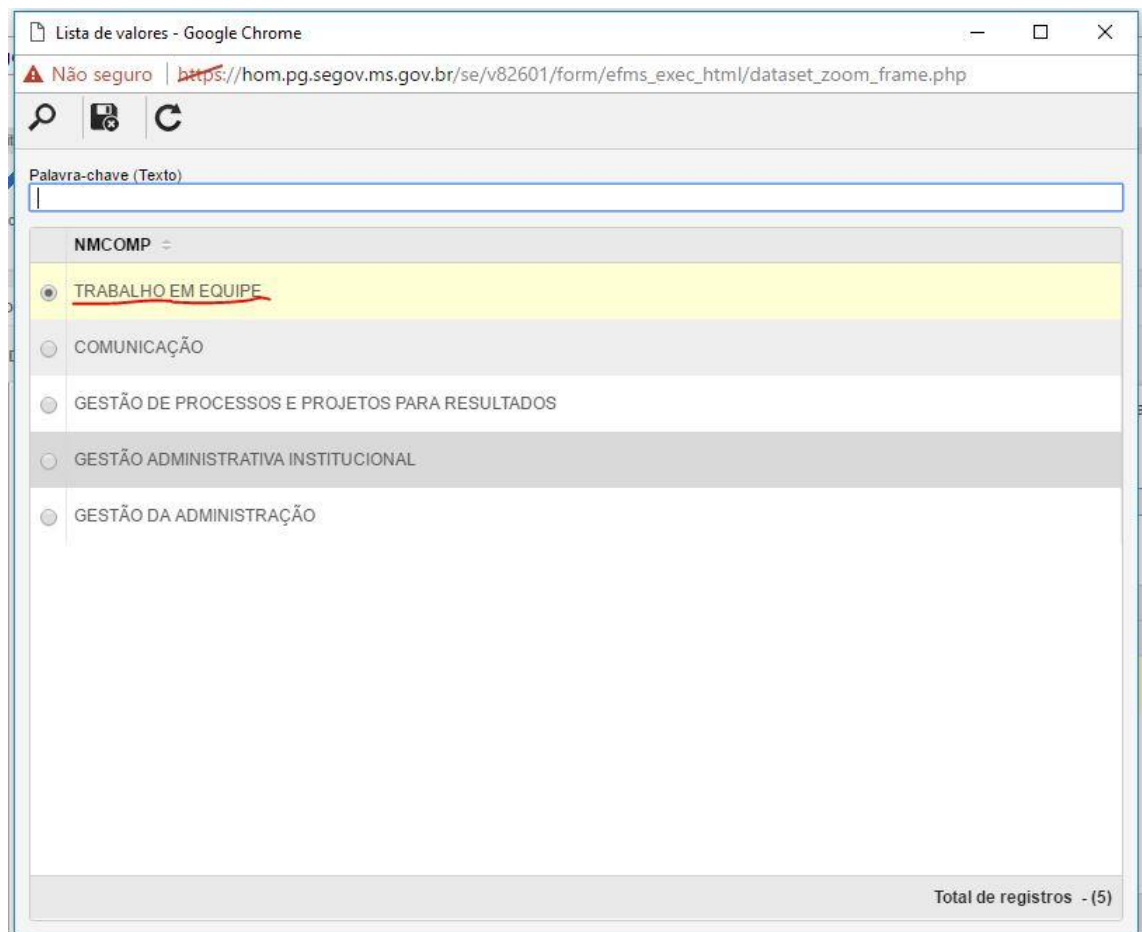 Lista de valores - Google Chrome
Não seguro | https://hom.pg.segov.ms.gov.br/se/v82601/form/efms_exec_html/dataset_zoom_frame.php
Palavra-chave (Texto)
NMCOMP
TRABALHO EM EQUIPE
COMUNICAÇÃO
GESTÃO DE PROCESSOS E PROJETOS PARA RESULTADOS
GESTÃO ADMINISTRATIVA INSTITUCIONAL
GESTÃO DA ADMINISTRAÇÃO
Total de registros - (5)